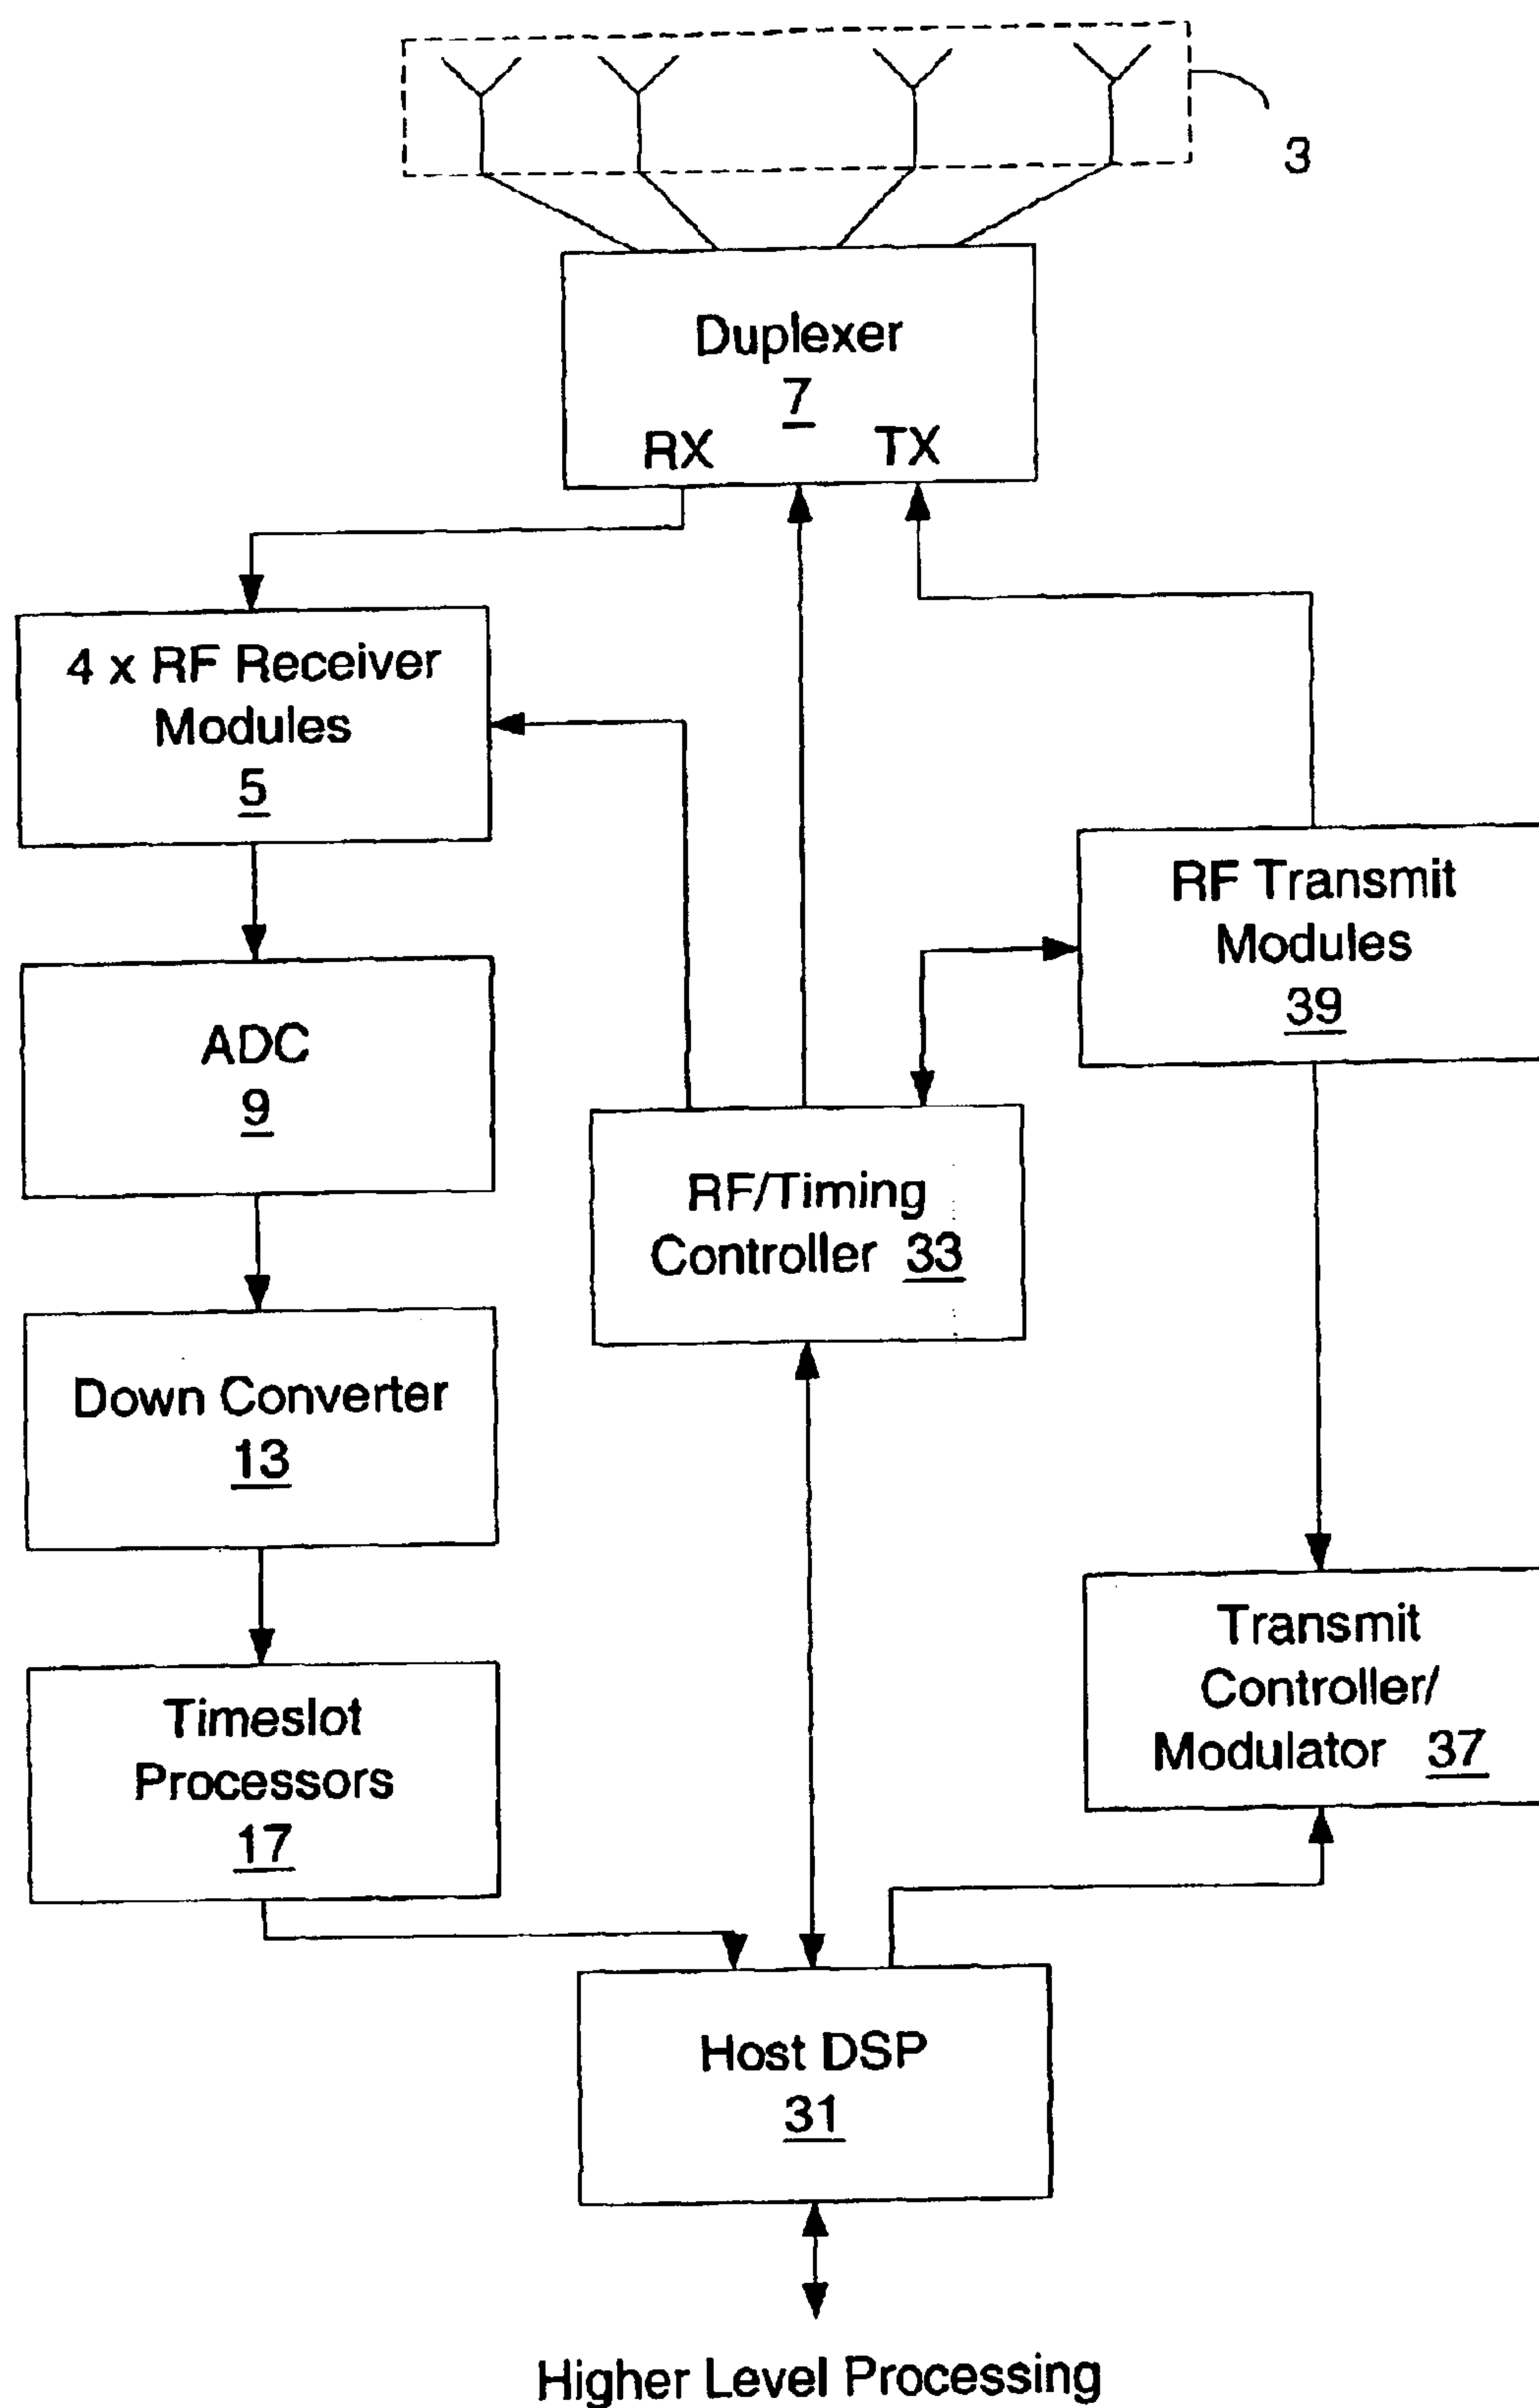 3
Duplexer
7
RX TX
4 x RF Receiver
Modules
5
RF Transmit
Modules
39
ADC
9
RF/Timing
Controller 33
Down Converter
13
Transmit
Controller/
Modulator 37
Timeslot
Processors
17
Host DSP
31
Higher Level Processing